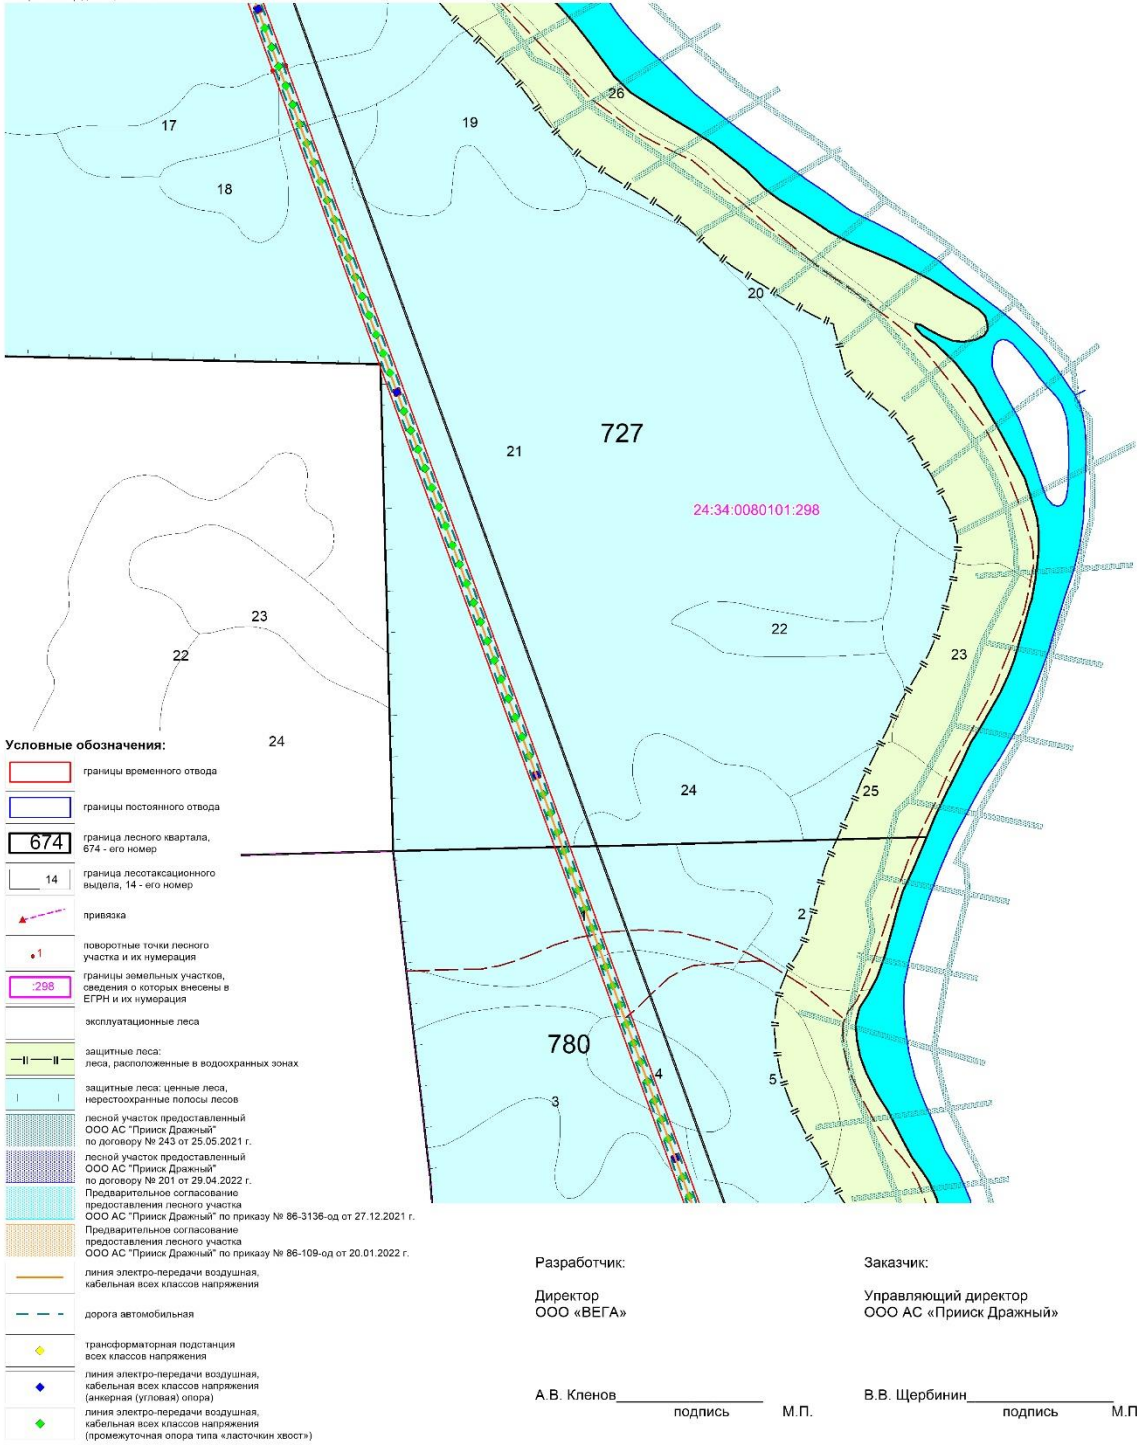 26
17
19
18
20
727
21
24:34:0080101:298
23
22
22
23
24
24
25
1
2
780
4
5
3
Условные обозначения:
границы временного отвода
границы постоянного отвода
674
граница лесного квартала,
674 - его номер
14
граница лесотаксационного
выдела, 14 - его номер
привязка
1
поворотные точки лесного
участка и их нумерация
:298
границы земельных участков,
сведения о которых внесены в
ЕГРН и их нумерация
эксплуатационные леса
защитные леса:
леса, расположенные в водоохранных зонах
защитные леса: ценные леса,
нерестоохранные полосы лесов
лесной участок предоставленный
ООО АС "Прииск Дражный"
по договору № 243 от 25.05.2021 г.
лесной участок предоставленный
ООО АС "Прииск Дражный"
по договору № 201 от 29.04.2022 г.
Предварительное согласование
предоставления лесного участка
ООО АС "Прииск Дражный" по приказу № 86-3136-од от 27.12.2021 г.
Предварительное согласование
предоставления лесного участка
ООО АС "Прииск Дражный" по приказу № 86-109-од от 20.01.2022 г.
линия электро-передачи воздушная,
кабельная всех классов напряжения
дорога автомобильная
трансформаторная подстанция
всех классов напряжения
линия электро-передачи воздушная,
кабельная всех классов напряжения
(анкерная (угловая) опора)
линия электро-передачи воздушная,
кабельная всех классов напряжения
(промежуточная опора типа «ласточкин хвост»)
Разработчик:
Директор
ООО «ВЕГА»
А.В. Кленов
подпись М.П.
Заказчик:
Управляющий директор
ООО АС «Прииск Дражный»
В.В. Щербинин
подпись М.П